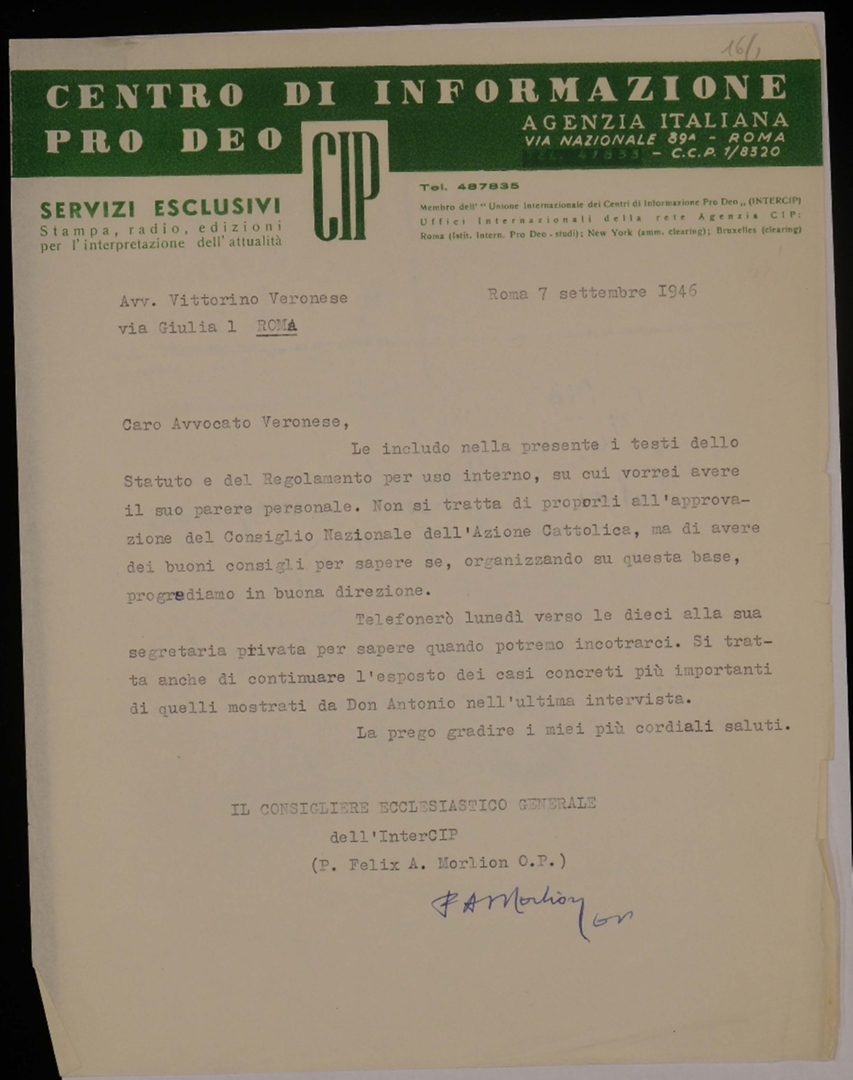 16/1
CENTRO DI INFORMAZIONE
PRO DEO
CIP
AGENZIA ITALIANA
VIA NAZIONALE 89A - ROMA
- C.C.P. 1/8320
Tel. 487835
SERVIZI ESCLUSIVI
Stampa, radio, edizioni
per l'interpretazione dell'attualità
Membro dell' "Unione Internazionale dei Centri di Informazione Pro Deo„ (INTERCIP)
Uffici Internazionali della rete Agenzia CIP:
Roma (Istit. Intern. Pro Deo - studi); New York (amm. clearing); Bruxelles (clearing)
Avv. Vittorino Veronese
via Giulia 1 ROMA
Roma 7 settembre 1946
Caro Avvocato Veronese,
Le includo nella presente i testi dello
Statuto e del Regolamento per uso interno, su cui vorrei avere
il suo parere personale. Non si tratta di proporli all'approva-
zione del Consiglio Nazionale dell'Azione Cattolica, ma di avere
dei buoni consigli per sapere se, organizzando su questa base,
progrediamo in buona direzione.
Telefonerò lunedì verso le dieci alla sua
segretaria privata per sapere quando potremo incotrarci. Si trat-
ta anche di continuare l'esposto dei casi concreti più importanti
di quelli mostrati da Don Antonio nell'ultima intervista.
La prego gradire i miei più cordiali saluti.
IL CONSIGLIERE ECCLESIASTICO GENERALE
dell'InterCIP
(P. Felix A. Morlion O.P.)
F A Morlion